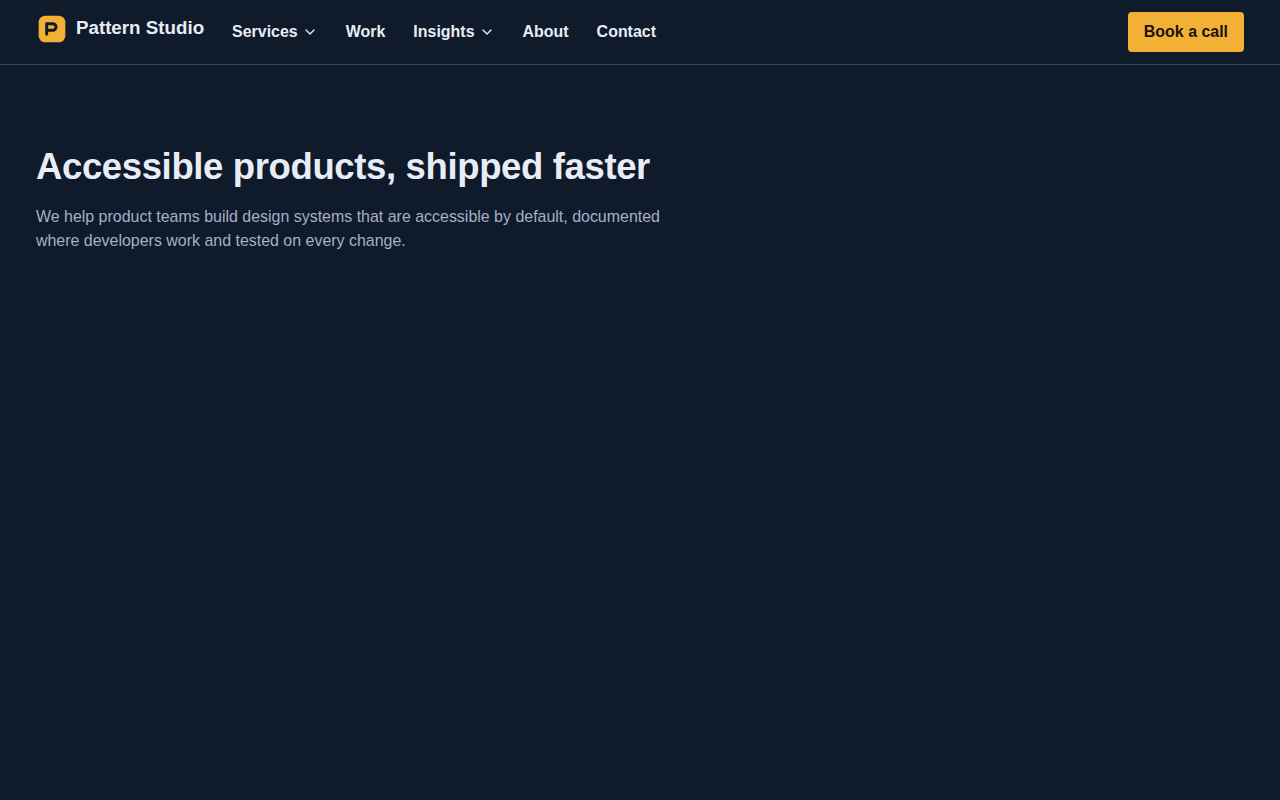 Pattern Studio
Services
Work
Insights
About
Contact
Book a call
Accessible products, shipped faster
We help product teams build design systems that are accessible by default, documented
where developers work and tested on every change.